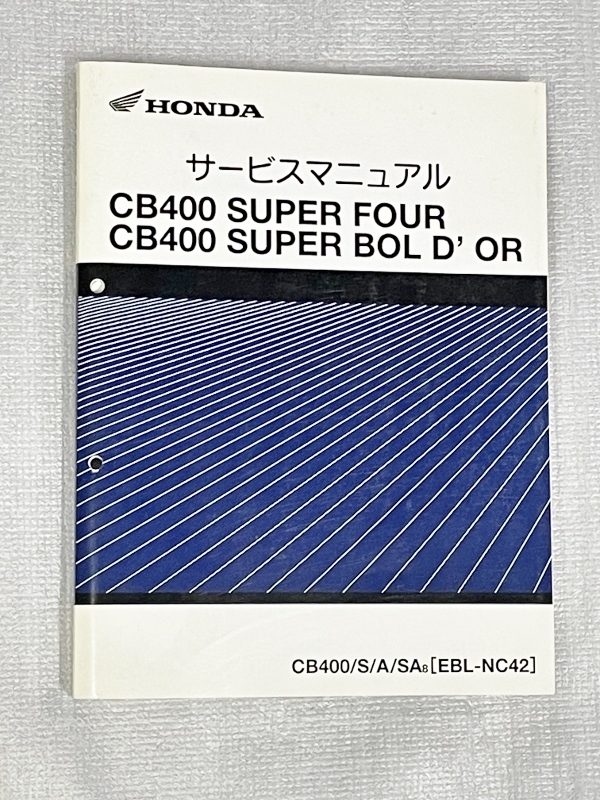 HONDA
サービスマニュアル
CB400 SUPER FOUR
CB400 SUPER BOL D' OR
CB400/S/A/SA8［EBL-NC42］